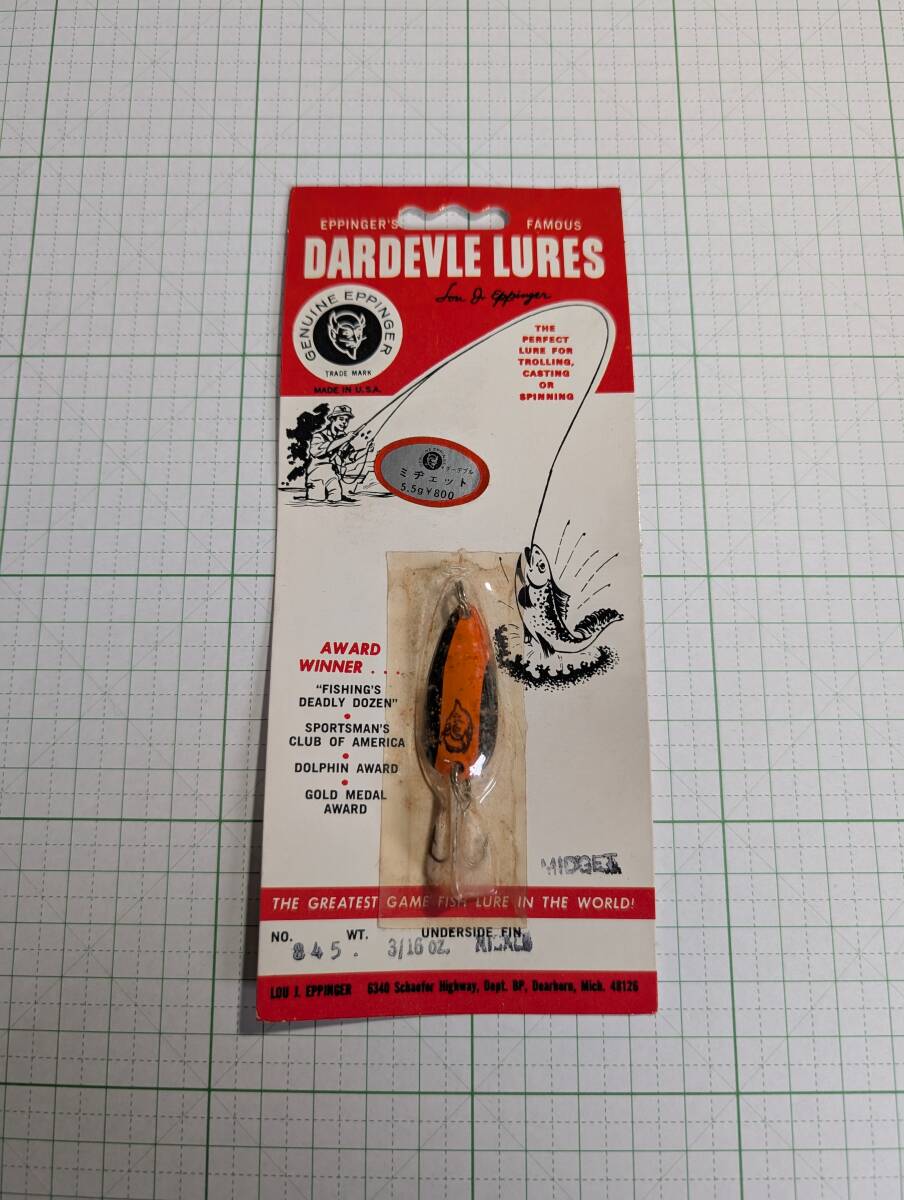 EPPINGER'S FAMOUS
DARDEVLE LURES
Lou J. Eppinger
GENUINE EPPINGER
TRADE MARK
MADE IN U.S.A.
THE
PERFECT
LURE FOR
TROLLING,
CASTING
OR
SPINNING
ミヂェット
5.5g ¥800
AWARD
WINNER . . .
"FISHING'S
DEADLY DOZEN"
SPORTSMAN'S
CLUB OF AMERICA
DOLPHIN AWARD
GOLD MEDAL
AWARD
MIDGET
THE GREATEST GAME FISH LURE IN THE WORLD!
NO. 845. WT. 3/16 OZ. UNDERSIDE FIN.
LOU J. EPPINGER 6340 Schaefer Highway, Dept. BP, Dearborn, Mich. 48126